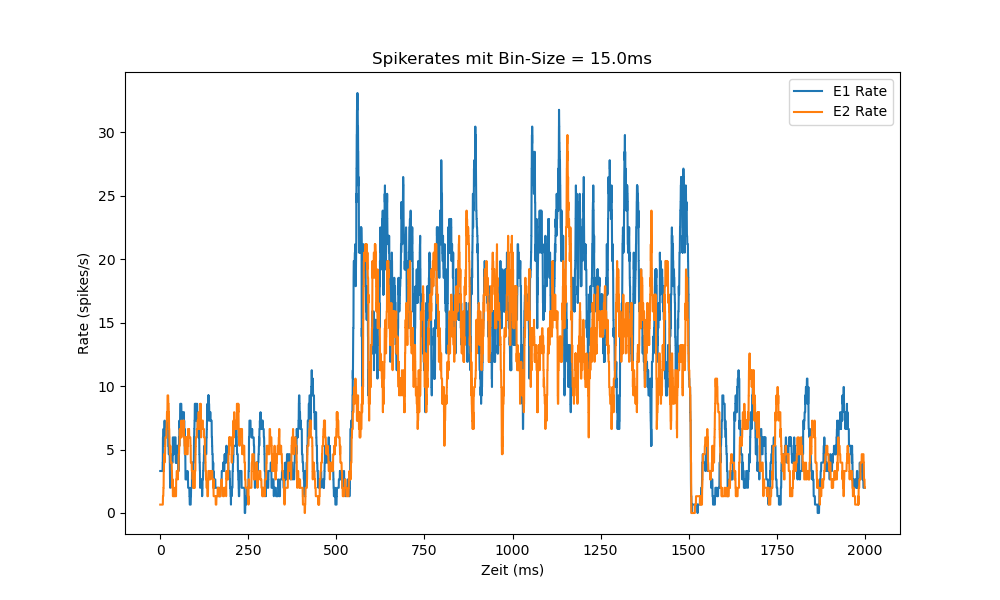 Spikerates mit Bin-Size = 15.0ms
E1 Rate
E2 Rate
Rate (spikes/s)
30
25
20
15
10
5
0
0 250 500 750 1000 1250 1500 1750 2000
Zeit (ms)